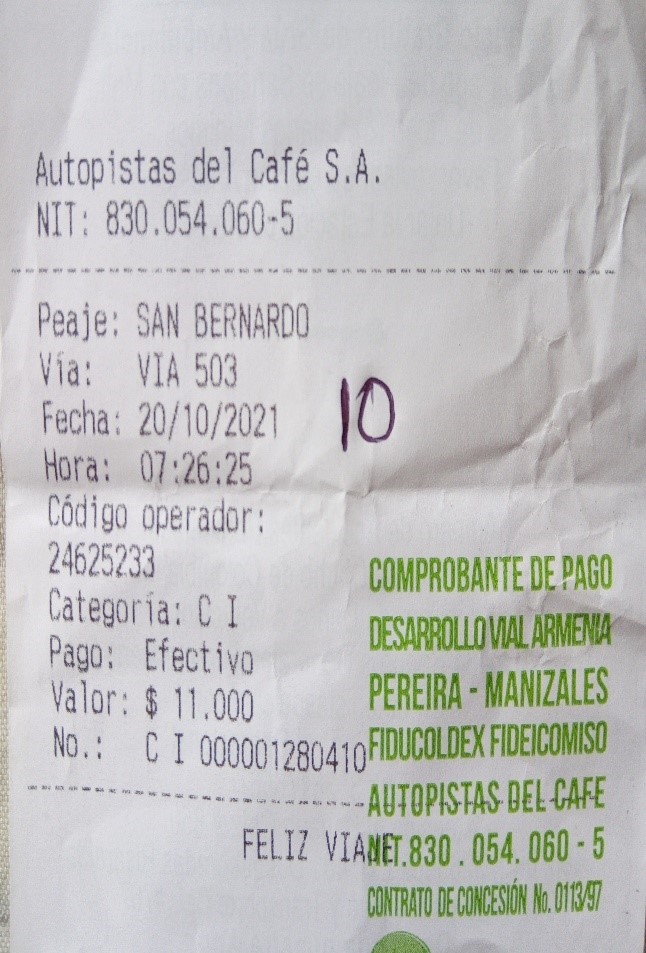 Autopistas del Café S.A.
NIT: 830.054.060-5
Peaje: SAN BERNARDO
Vía: VIA 503
Fecha: 20/10/2021
10
Hora: 07:26:25
Código operador:
24625233
Categoría: C I
Pago: Efectivo
Valor: $ 11.000
No.: C I 000001280410
FELIZ VIAJE
COMPROBANTE DE PAGO
DESARROLLO VIAL ARMENIA
PEREIRA - MANIZALES
FIDUCOLDEX FIDEICOMISO
AUTOPISTAS DEL CAFE
NIT.830 . 054. 060 - 5
CONTRATO DE CONCESIÓN No. 0113/97